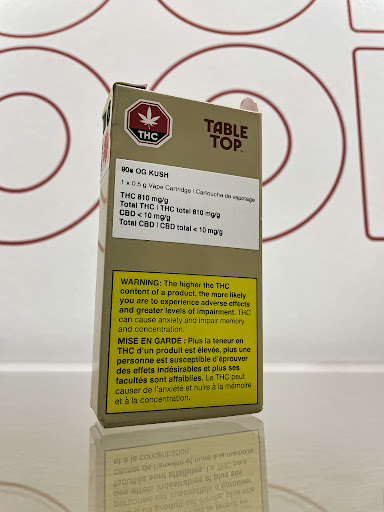 THC
TABLE
TOP™
90s OG KUSH
1 x 0.5 g Vape Cartridge | Cartouche de vapotage
THC 810 mg/g
Total THC | THC total 810 mg/g
CBD < 10 mg/g
Total CBD | CBD total < 10 mg/g
WARNING: The higher the THC
content of a product, the more likely
you are to experience adverse effects
and greater levels of impairment. THC
can cause anxiety and impair memory
and concentration.
MISE EN GARDE : Plus la teneur en
THC d'un produit est élevée, plus une
personne est susceptible d'éprouver
des effets indésirables et plus ses
facultés sont affaiblies. Le THC peut
causer de l'anxiété et nuire à la mémoire
et à la concentration.